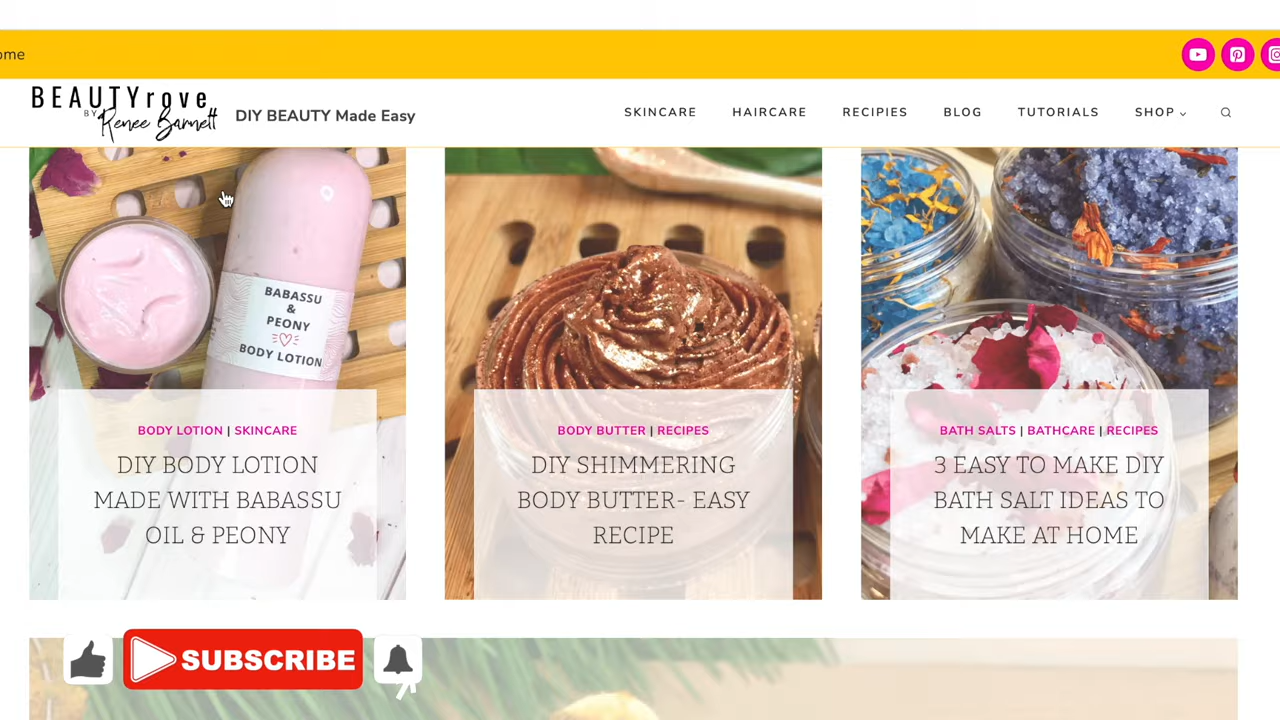 ome
BEAUTYrove
BY Renee Barnett
DIY BEAUTY Made Easy
SKINCARE
HAIRCARE
RECIPIES
BLOG
TUTORIALS
SHOP
BABASSU
&
PEONY
BODY LOTION
BODY LOTION | SKINCARE
DIY BODY LOTION
MADE WITH BABASSU
OIL & PEONY
BODY BUTTER | RECIPES
DIY SHIMMERING
BODY BUTTER- EASY
RECIPE
BATH SALTS | BATHCARE | RECIPES
3 EASY TO MAKE DIY
BATH SALT IDEAS TO
MAKE AT HOME
SUBSCRIBE